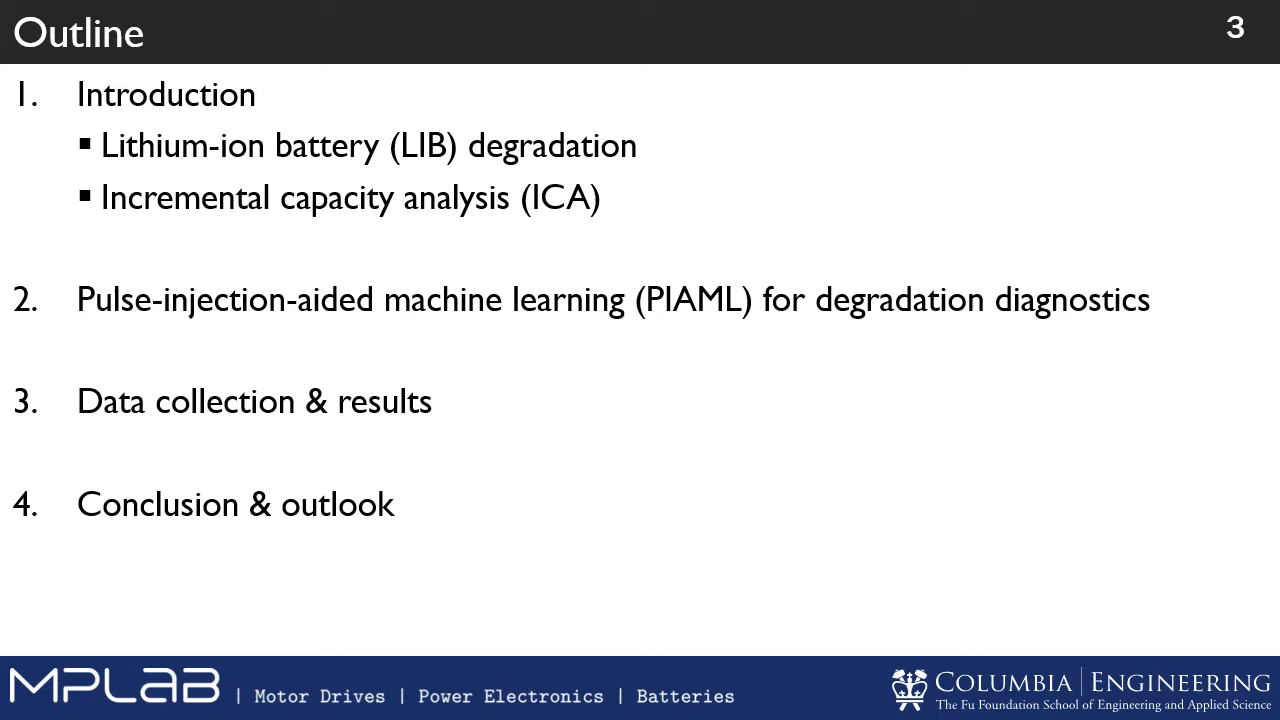 Outline
3
1. Introduction
▪ Lithium-ion battery (LIB) degradation
▪ Incremental capacity analysis (ICA)
2. Pulse-injection-aided machine learning (PIAML) for degradation diagnostics
3. Data collection & results
4. Conclusion & outlook
MPLAB | Motor Drives | Power Electronics | Batteries
COLUMBIA | ENGINEERING
The Fu Foundation School of Engineering and Applied Science